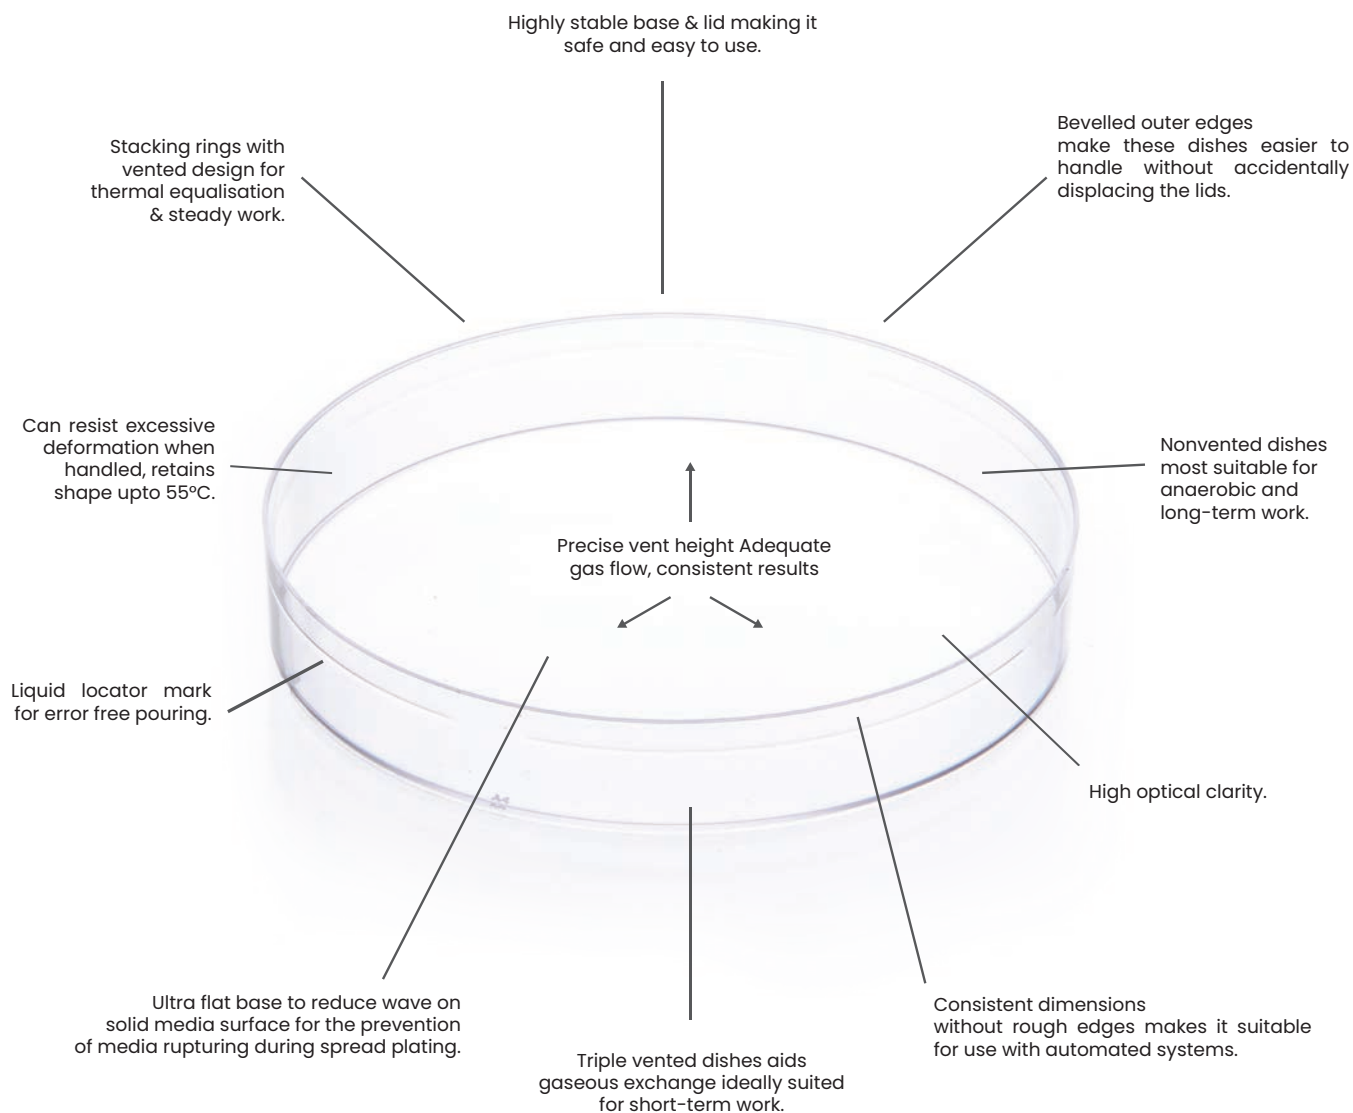 Highly stable base & lid making it
safe and easy to use.
Stacking rings with
vented design for
thermal equalisation
& steady work.
Bevelled outer edges
make these dishes easier to
handle without accidentally
displacing the lids.
Can resist excessive
deformation when
handled, retains
shape upto 55°C.
Nonvented dishes
most suitable for
anaerobic and
long-term work.
Precise vent height Adequate
gas flow, consistent results
Liquid locator mark
for error free pouring.
High optical clarity.
Ultra flat base to reduce wave on
solid media surface for the prevention
of media rupturing during spread plating.
Triple vented dishes aids
gaseous exchange ideally suited
for short-term work.
Consistent dimensions
without rough edges makes it suitable
for use with automated systems.